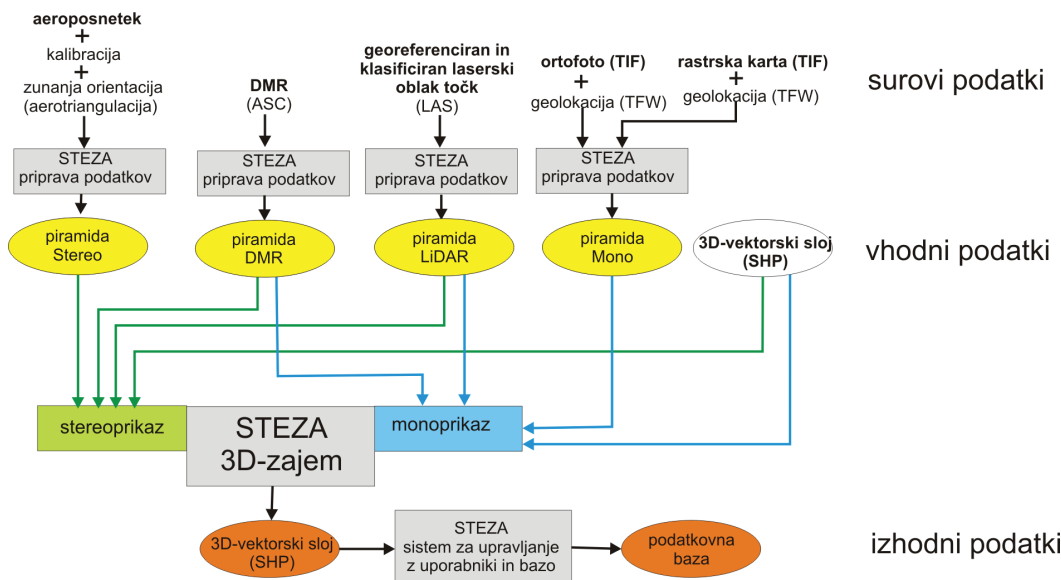 aeroposnetek
+
kalibracija
+
zunanja orientacija
(aerotriangulacija)
DMR
(ASC)
georeferenciran in
klasificiran laserski
oblak točk
(LAS)
ortofoto (TIF)
+
geolokacija (TFW)
rastrska karta (TIF)
+
geolokacija (TFW)
surovi podatki
STEZA
priprava podatkov
STEZA
priprava podatkov
STEZA
priprava podatkov
STEZA
priprava podatkov
piramida
Stereo
piramida
DMR
piramida
LiDAR
piramida
Mono
3D-vektorski sloj
(SHP)
vhodni podatki
stereoprikaz
STEZA
3D-zajem
monoprikaz
3D-vektorski sloj
(SHP)
STEZA
sistem za upravljanje
z uporabniki in bazo
podatkovna
baza
izhodni podatki